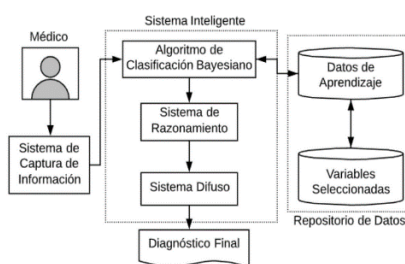 Sistema Inteligente
Médico
Algoritmo de
Clasificación Bayesiano
Datos de
Aprendizaje
Sistema de
Captura de
Información
Sistema de
Razonamiento
Sistema Difuso
Variables
Seleccionadas
Repositorio de Datos
Diagnóstico Final